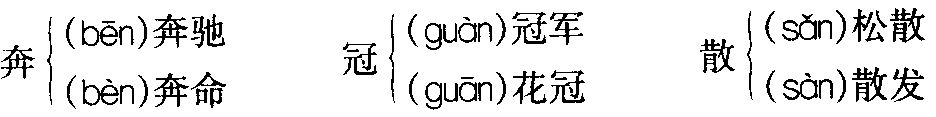 奔 (bēn)奔驰 (bèn)奔命
冠 (guàn)冠军 (guān)花冠
散 (sǎn)松散 (sàn)散发